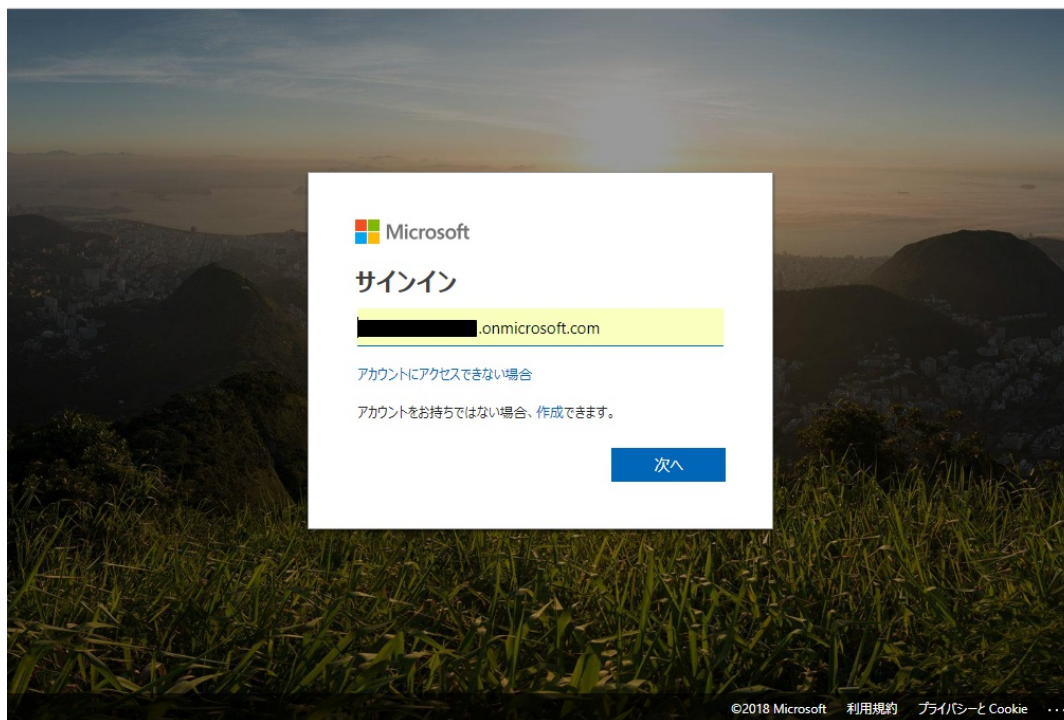 Microsoft
サインイン
.onmicrosoft.com
アカウントにアクセスできない場合
アカウントをお持ちではない場合、作成できます。
次へ
©2018 Microsoft 利用規約 プライバシーと Cookie ...